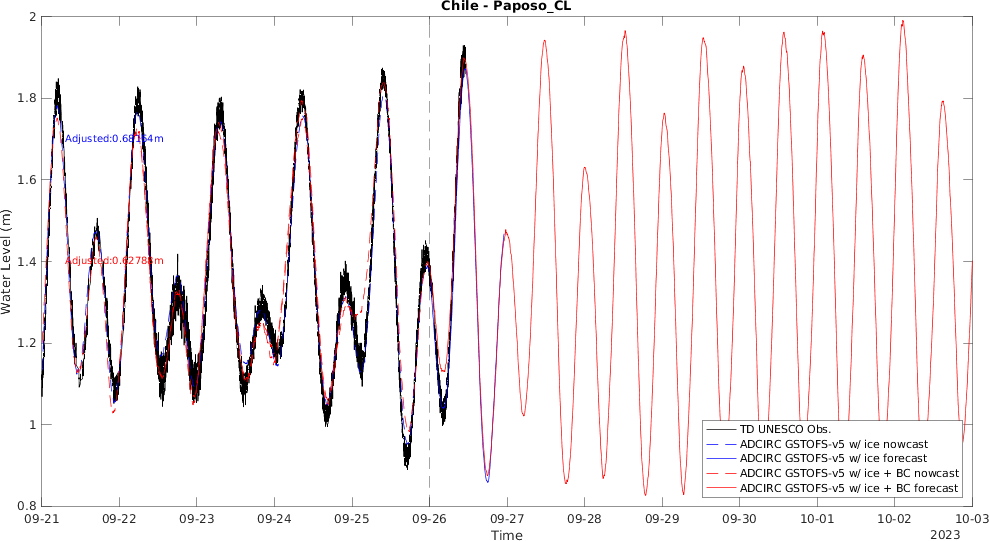 Chile - Paposo_CL
Water Level (m)
2
1.8
1.6
1.4
1.2
1
0.8
Adjusted:0.68164m
TD UNESCO Obs.
ADCIRC GSTOFS-v5 w/ ice nowcast
ADCIRC GSTOFS-v5 w/ ice forecast
ADCIRC GSTOFS-v5 w/ ice + BC nowcast
ADCIRC GSTOFS-v5 w/ ice + BC forecast
09-21 09-22 09-23 09-24 09-25 09-26 09-27 09-28 09-29 09-30 10-01 10-02 10-03
Time
2023